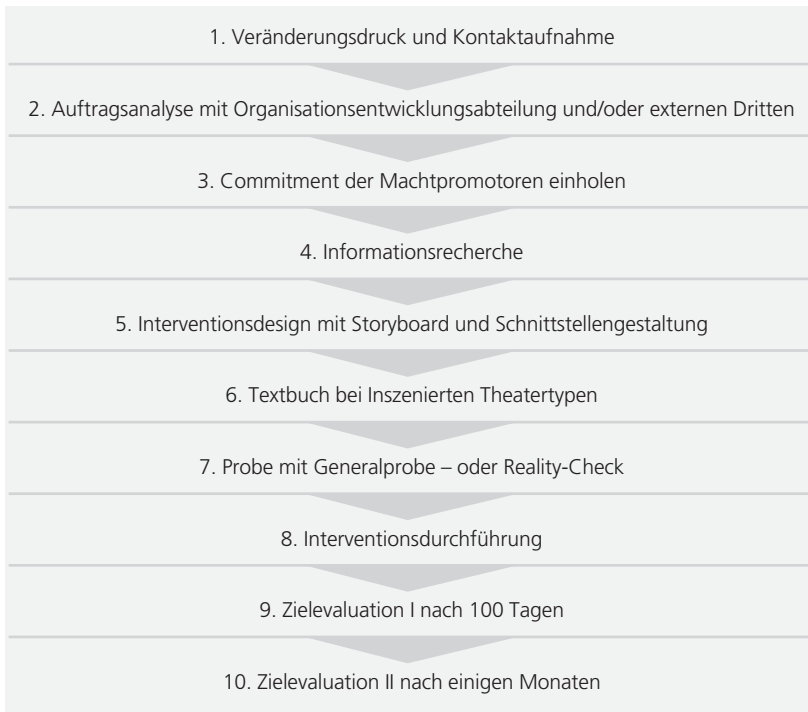 1. Veränderungsdruck und Kontaktaufnahme
2. Auftragsanalyse mit Organisationsentwicklungsabteilung und/oder externen Dritten
3. Commitment der Machtpromotoren einholen
4. Informationsrecherche
5. Interventionsdesign mit Storyboard und Schnittstellengestaltung
6. Textbuch bei Inszenierten Theatertypen
7. Probe mit Generalprobe – oder Reality-Check
8. Interventionsdurchführung
9. Zielevaluation I nach 100 Tagen
10. Zielevaluation II nach einigen Monaten